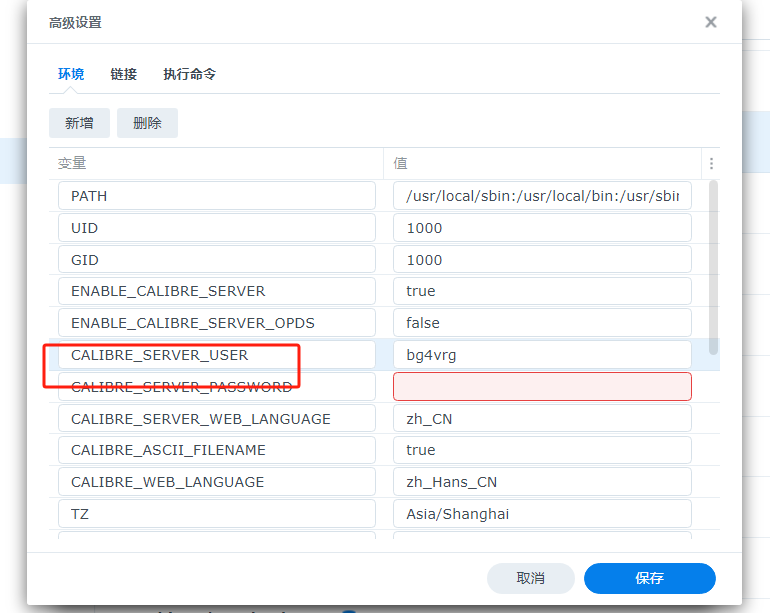 高级设置
环境 链接 执行命令
新增 删除
变量 值
PATH /usr/local/sbin:/usr/local/bin:/usr/sbin
UID 1000
GID 1000
ENABLE_CALIBRE_SERVER true
ENABLE_CALIBRE_SERVER_OPDS false
CALIBRE_SERVER_USER bg4vrg
CALIBRE_SERVER_PASSWORD
CALIBRE_SERVER_WEB_LANGUAGE zh_CN
CALIBRE_ASCII_FILENAME true
CALIBRE_WEB_LANGUAGE zh_Hans_CN
TZ Asia/Shanghai
取消 保存